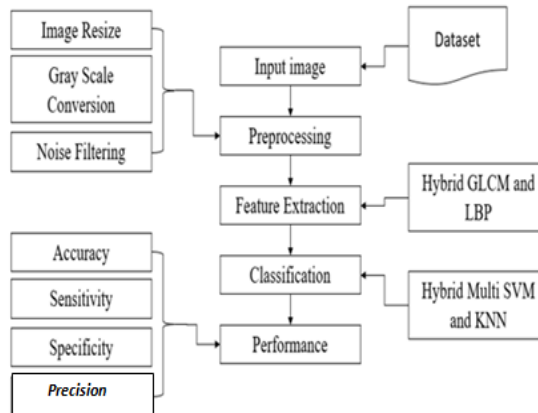 Image Resize
Gray Scale
Conversion
Noise Filtering
Dataset
Input image
Preprocessing
Feature Extraction
Hybrid GLCM and
LBP
Classification
Hybrid Multi SVM
and KNN
Performance
Accuracy
Sensitivity
Specificity
Precision